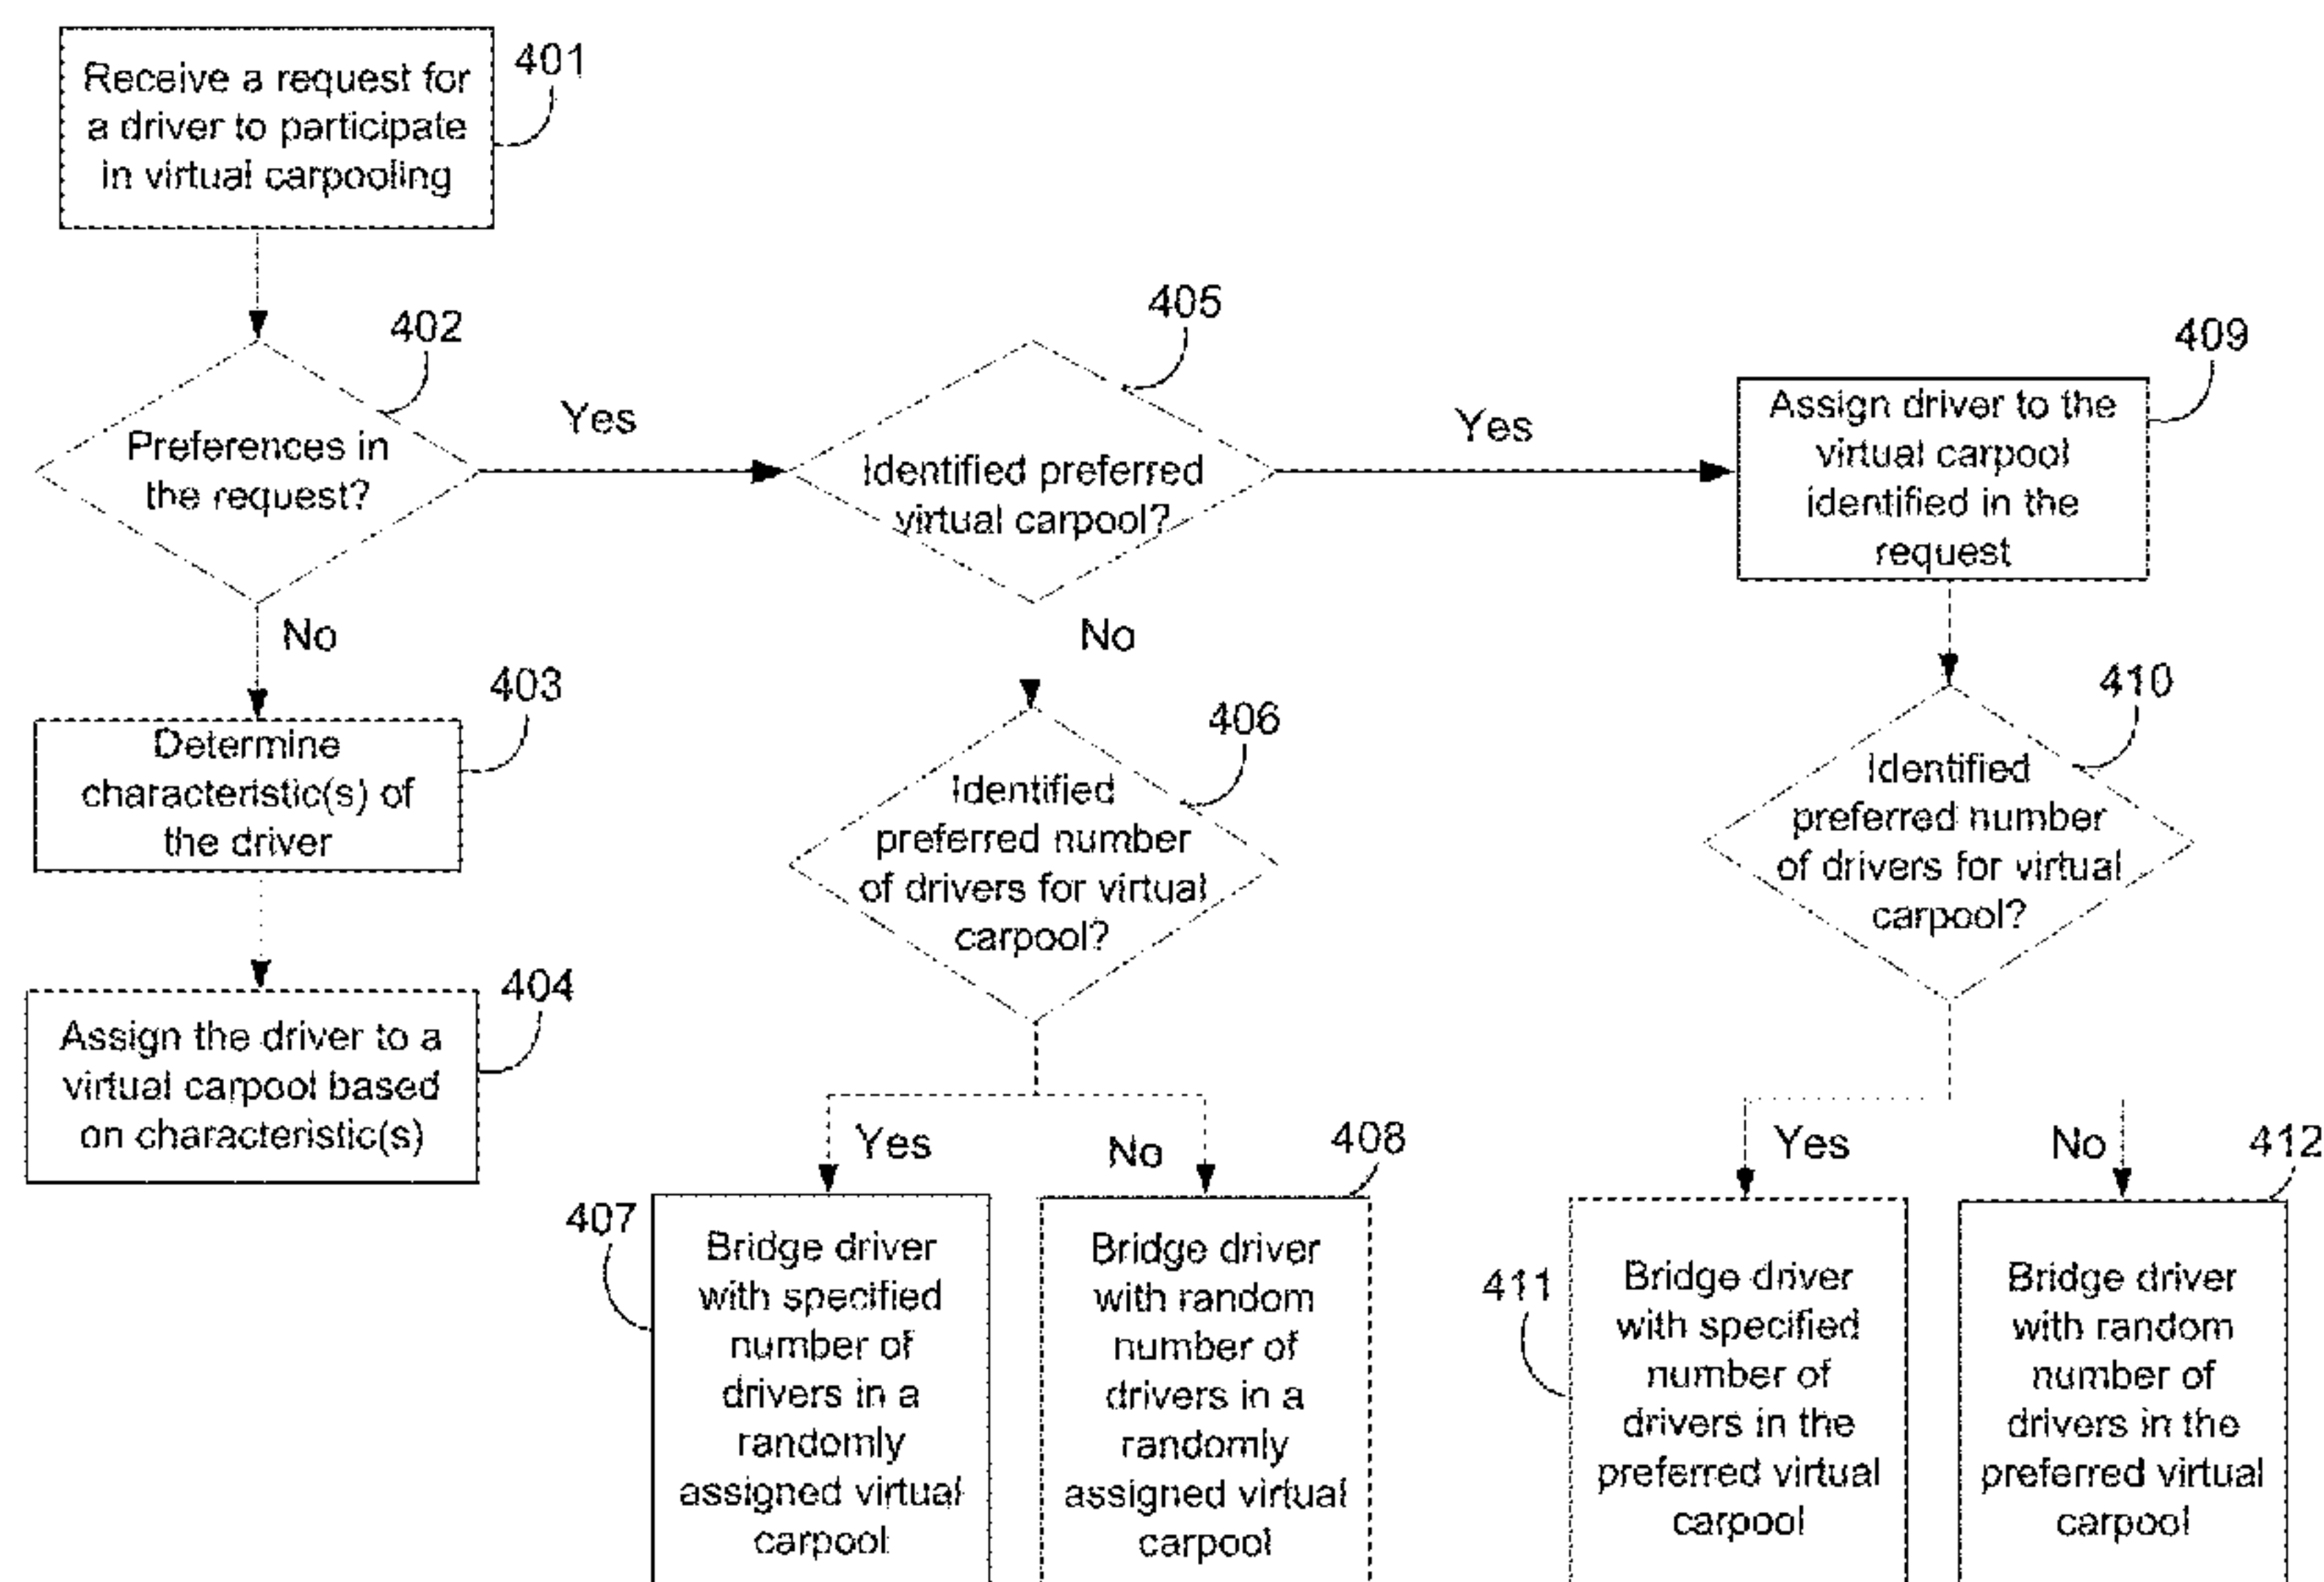 Receive a request for
a driver to participate
in virtual carpooling
401
402
Preferences in
the request?
Yes
No
403
Determine
characteristic(s) of
the driver
404
Assign the driver to a
virtual carpool based
on characteristic(s)
405
Identified preferred
virtual carpool?
Yes
No
406
Identified
preferred number
of drivers for virtual
carpool?
Yes
No
407
Bridge driver
with specified
number of
drivers in a
randomly
assigned virtual
carpool
408
Bridge driver
with random
number of
drivers in a
randomly
assigned virtual
carpool
409
Assign driver to the
virtual carpool
identified in the
request
410
Identified
preferred number
of drivers for virtual
carpool?
Yes
No
411
Bridge driver
with specified
number of
drivers in the
preferred virtual
carpool
412
Bridge driver
with random
number of
drivers in the
preferred virtual
carpool